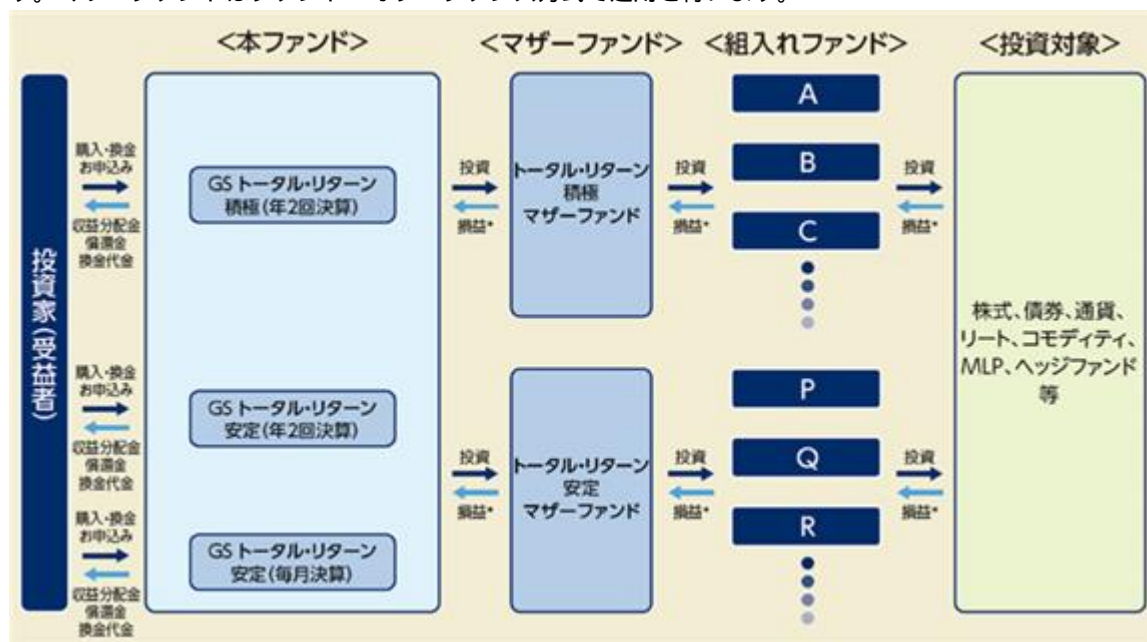 ＜本ファンド＞
＜マザーファンド＞
＜組入れファンド＞
＜投資対象＞
投資家（受益者）
購入・換金
お申込み
収益分配金
償還金
換金代金
GS トータル・リターン
積極（年2回決算）
投資
損益*
トータル・リターン
積極
マザーファンド
投資
損益*
A
B
C
投資
損益*
株式、債券、通貨、
リート、コモディティ、
MLP、ヘッジファンド
等
購入・換金
お申込み
収益分配金
償還金
換金代金
GS トータル・リターン
安定（年2回決算）
購入・換金
お申込み
収益分配金
償還金
換金代金
GS トータル・リターン
安定（毎月決算）
投資
損益*
トータル・リターン
安定
マザーファンド
投資
損益*
P
Q
R
投資
損益*